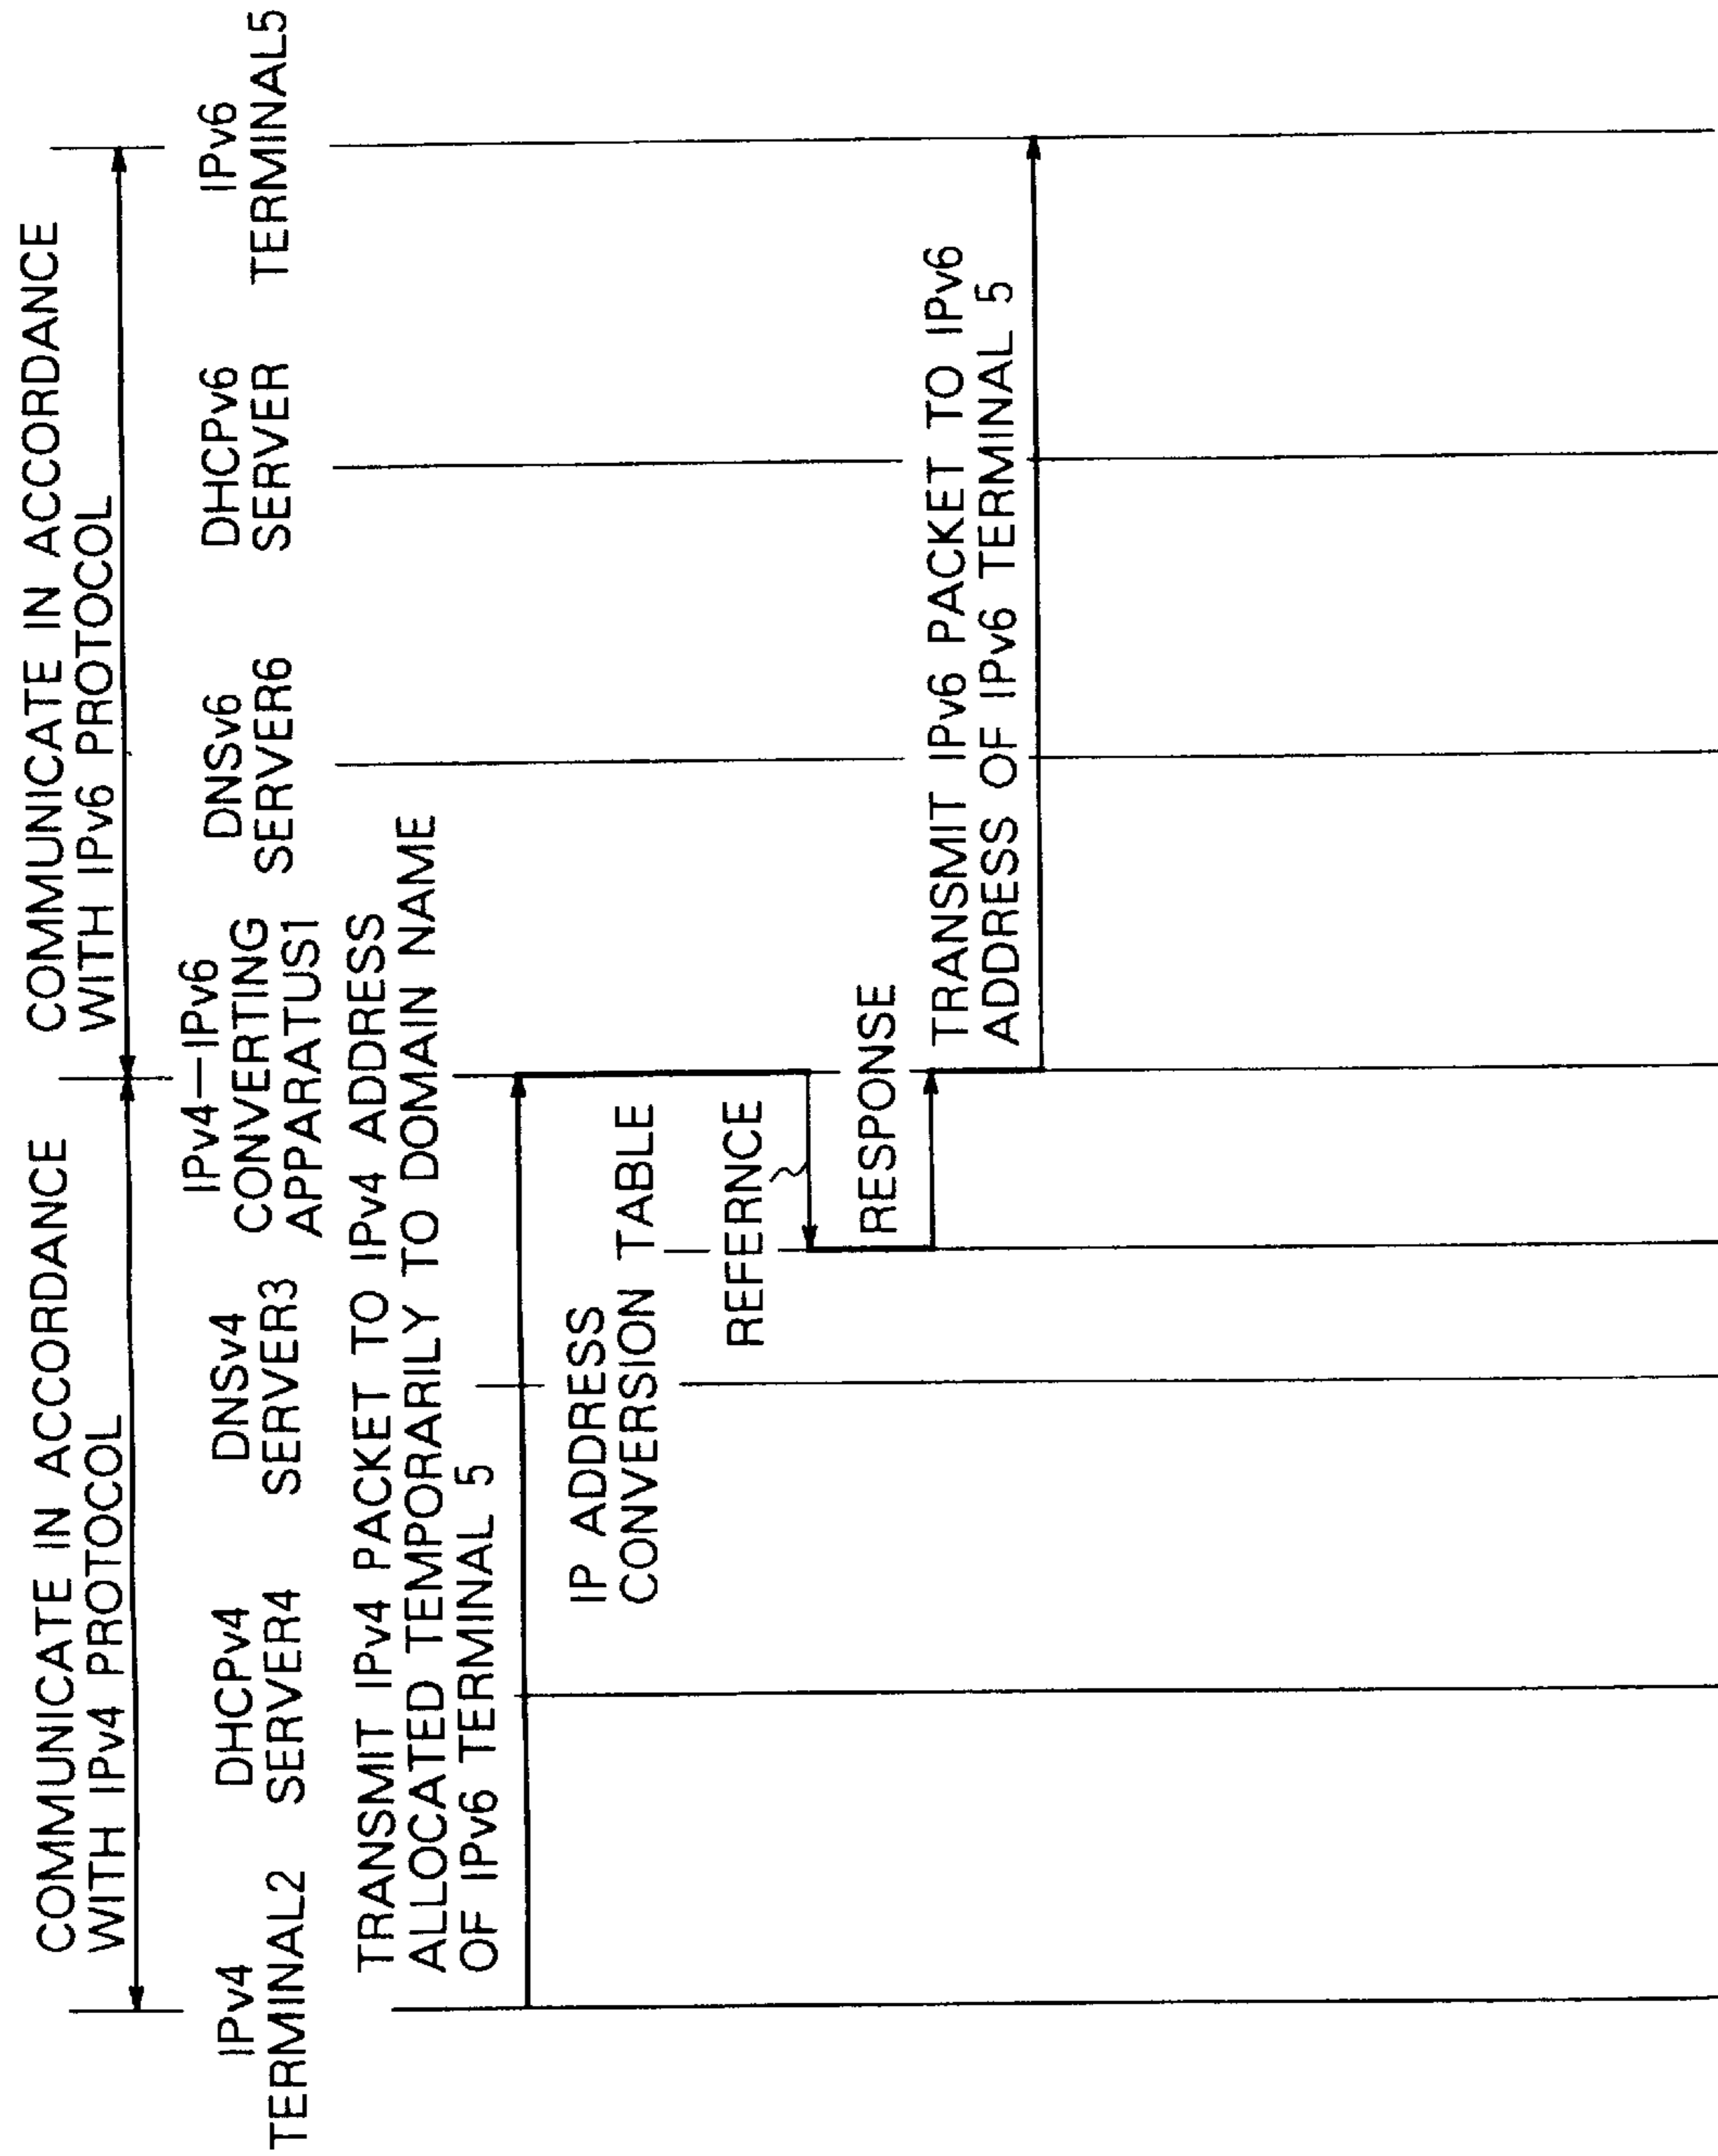 COMMUNICATE IN ACCORDANCE
WITH IPv4 PROTOCOL
COMMUNICATE IN ACCORDANCE
WITH IPv6 PROTOCOL
IPv4
TERMINAL2
DHCPv4
SERVER4
DNSv4
SERVER3
IPv4—IPv6
CONVERTING
APPARATUS1
DNSv6
SERVER6
DHCPv6
SERVER
IPv6
TERMINAL5
TRANSMIT IPv4 PACKET TO IPv4 ADDRESS
ALLOCATED TEMPORARILY TO DOMAIN NAME
OF IPv6 TERMINAL 5
IP ADDRESS
CONVERSION TABLE
REFERNCE
RESPONSE
TRANSMIT IPv6 PACKET TO IPv6
ADDRESS OF IPv6 TERMINAL 5